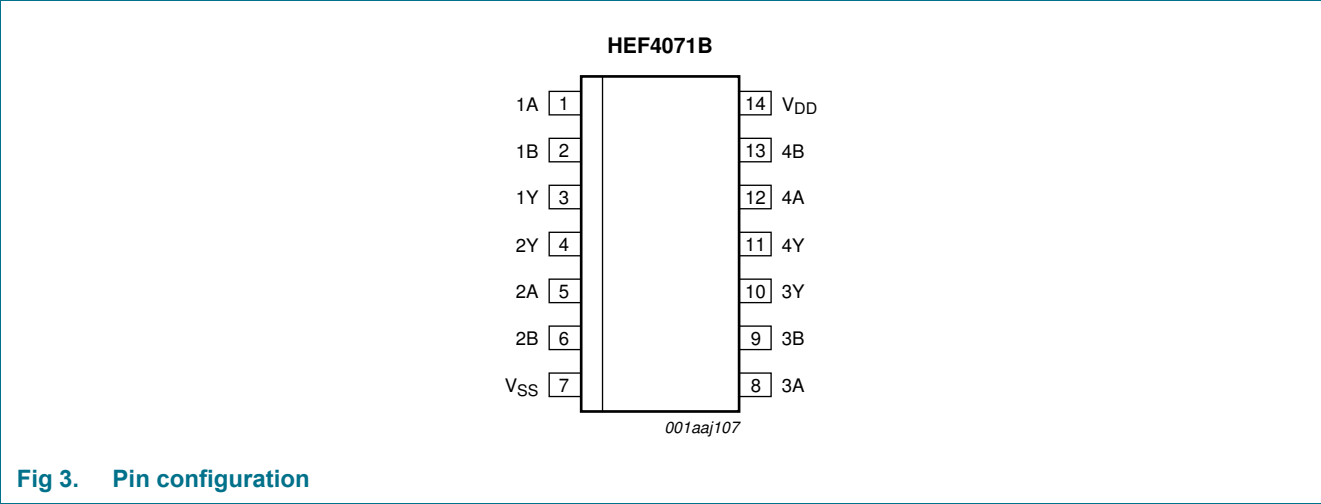 HEF4071B
1A 1 14 VDD
1B 2 13 4B
1Y 3 12 4A
2Y 4 11 4Y
2A 5 10 3Y
2B 6 9 3B
VSS 7 8 3A
001aaj107
Fig 3. Pin configuration